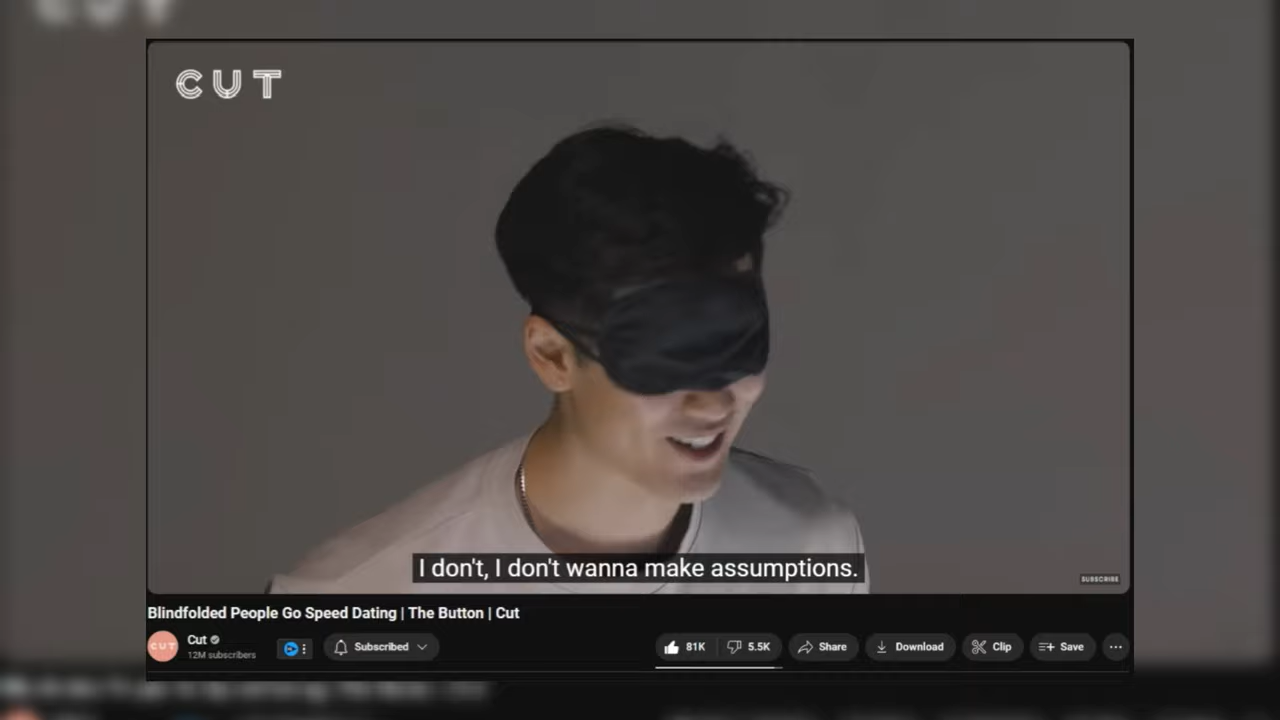 CUT
I don't, I don't wanna make assumptions.
SUBSCRIBE
Blindfolded People Go Speed Dating | The Button | Cut
CUT
Cut
12M subscribers
Subscribed
81K
5.5K
Share
Download
Clip
Save